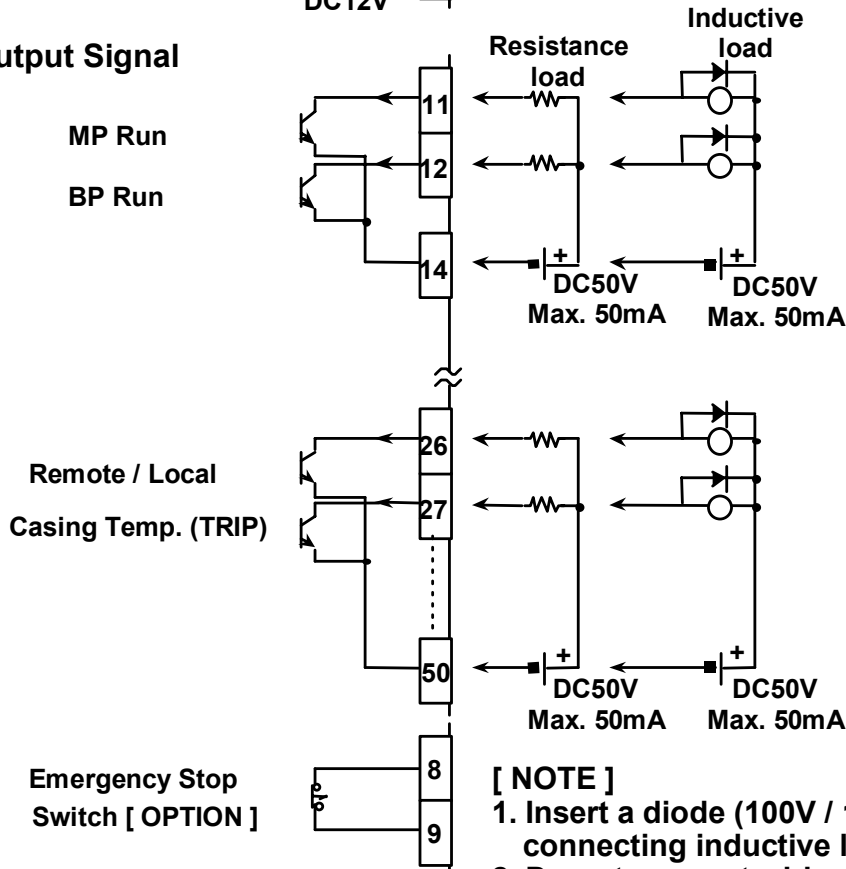 DC12V
Output Signal
Resistance
load
Inductive
load
MP Run
BP Run
11
12
14
+
DC50V
Max. 50mA
+
DC50V
Max. 50mA
Remote / Local
Casing Temp. (TRIP)
26
27
50
+
DC50V
Max. 50mA
+
DC50V
Max. 50mA
Emergency Stop
Switch [ OPTION ]
8
9
[ NOTE ]
1. Insert a diode (100V /
connecting inductive